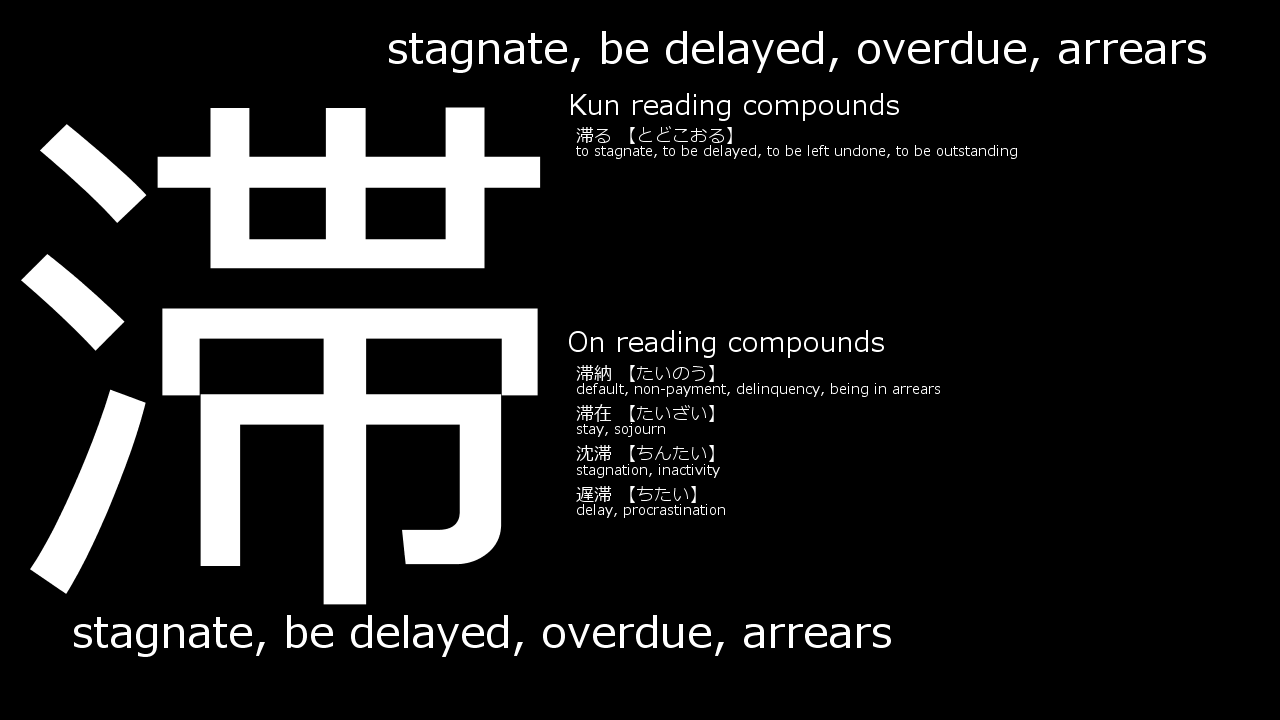 stagnate, be delayed, overdue, arrears
滞
Kun reading compounds
滞る 【とどこおる】
to stagnate, to be delayed, to be left undone, to be outstanding
On reading compounds
滞納 【たいのう】
default, non-payment, delinquency, being in arrears
滞在 【たいざい】
stay, sojourn
沈滞 【ちんたい】
stagnation, inactivity
遅滞 【ちたい】
delay, procrastination
stagnate, be delayed, overdue, arrears